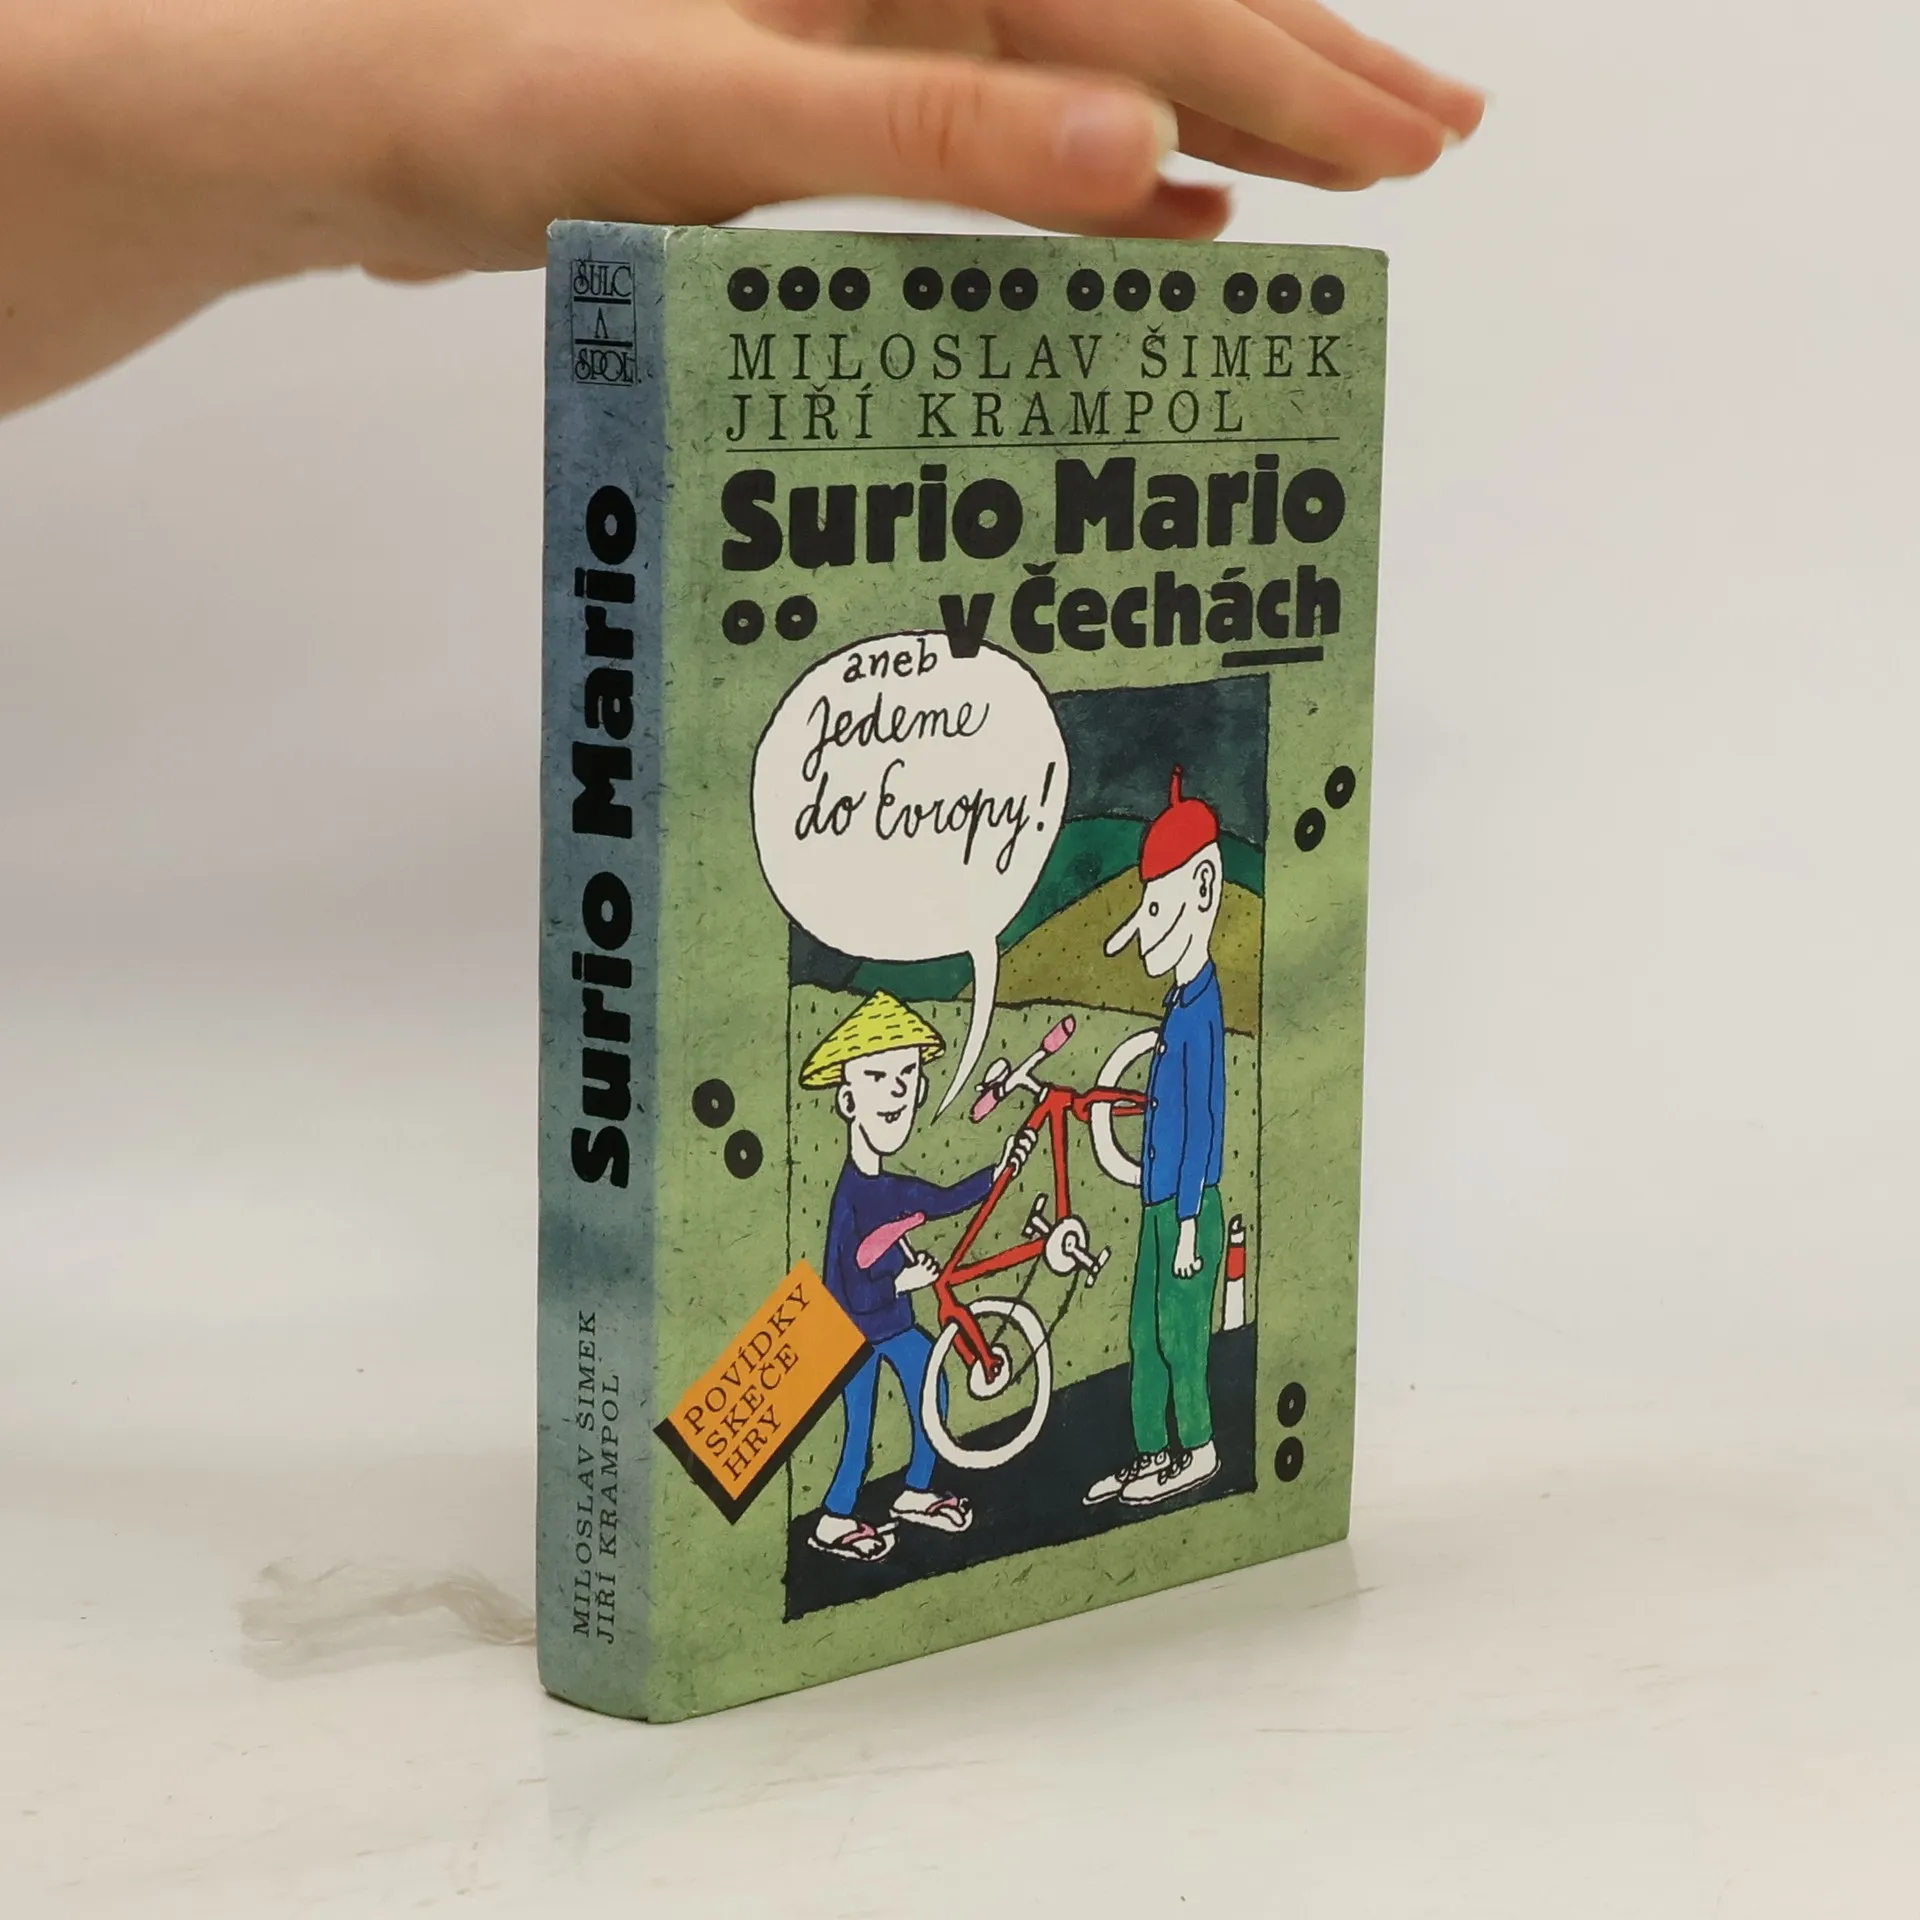 ŠULC
A
SPOL.
Surio Mario
MILOSLAV ŠIMEK
JIŘÍ KRAMPOL
MILOSLAV ŠIMEK
JIŘÍ KRAMPOL
Surio Mario
v Čechách
aneb
Jedeme
do Evropy!
POVÍDKY
SKEČE
HRY